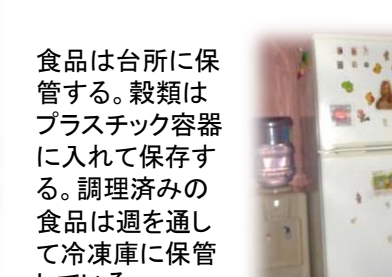 食品は台所に保
管する。穀類は
プラスチック容器
に入れて保存す
る。調理済みの
食品は週を通し
て冷凍庫に保管